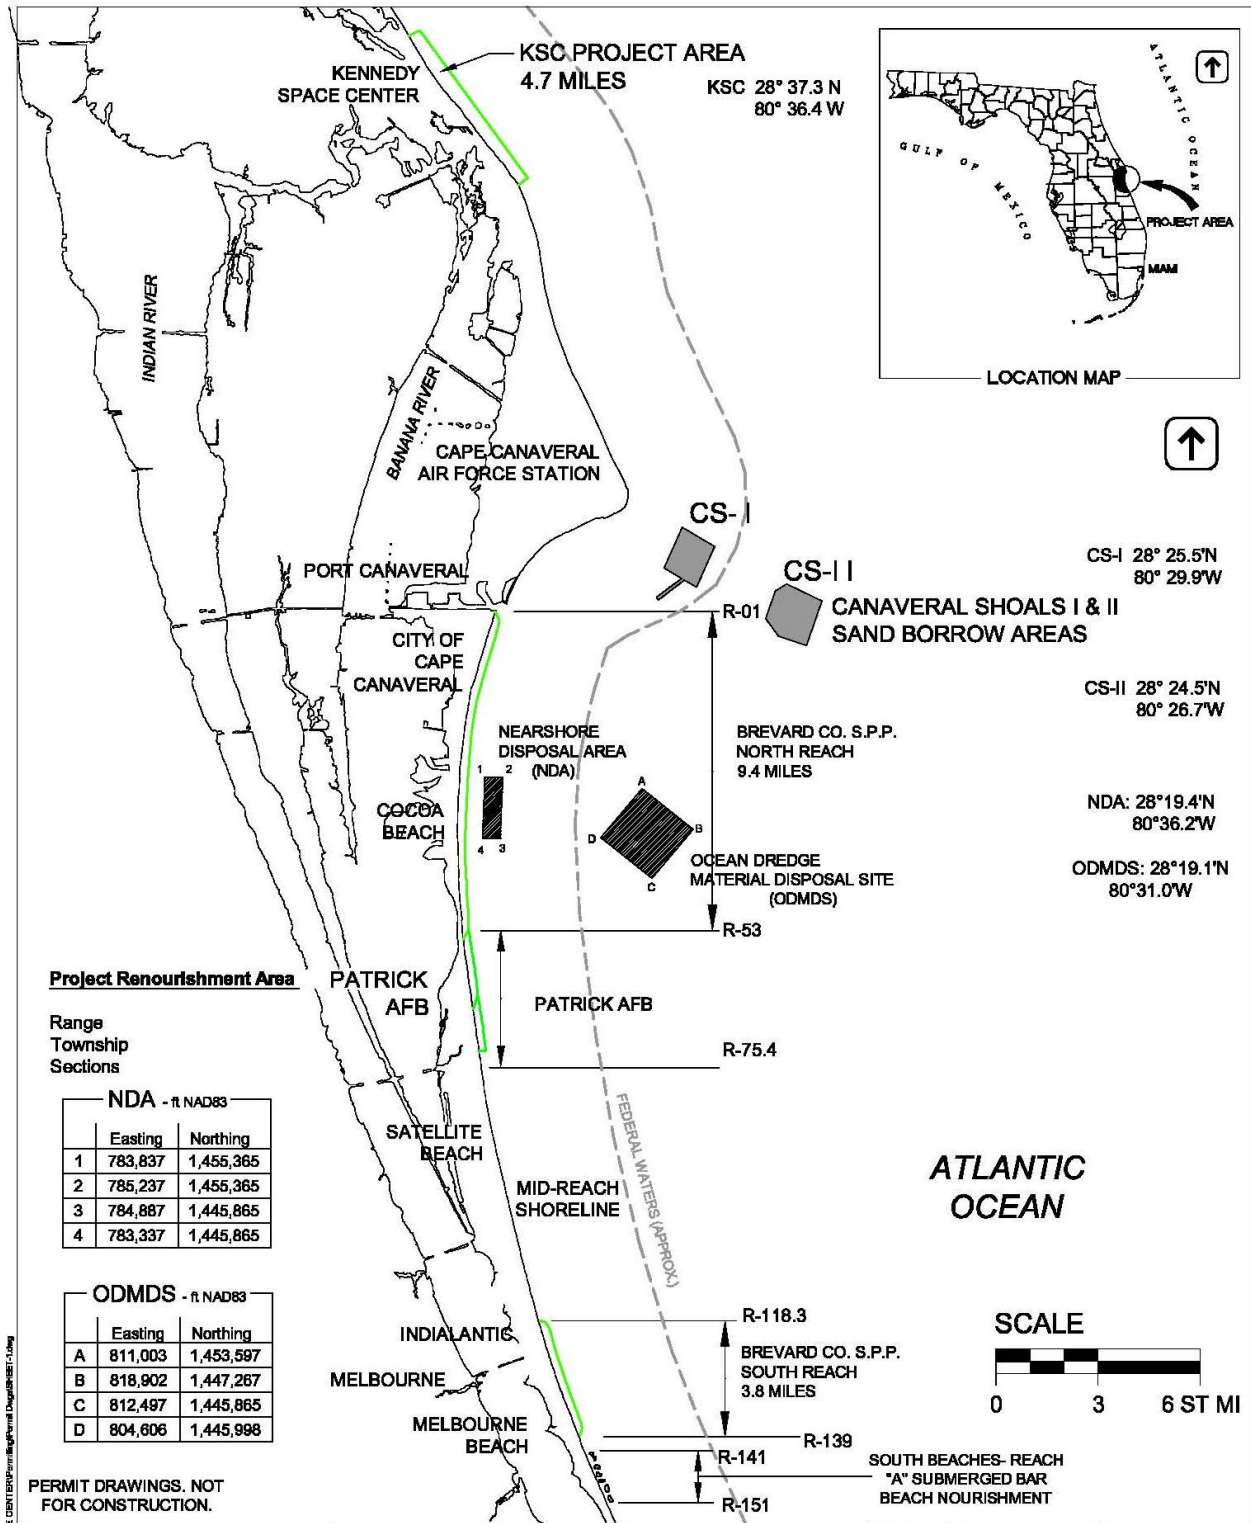 KSC PROJECT AREA
4.7 MILES
KENNEDY
SPACE CENTER
KSC 28° 37.3 N
80° 36.4 W
ATLANTIC OCEAN
GULF OF MEXICO
PROJECT AREA
MIAMI
LOCATION MAP
INDIAN RIVER
BANANA RIVER
CAPE CANAVERAL
AIR FORCE STATION
CS- I
CS-I 28° 25.5'N
80° 29.9'W
PORT CANAVERAL
CS-I I
R-01
CANAVERAL SHOALS I & II
SAND BORROW AREAS
CITY OF
CAPE
CANAVERAL
CS-II 28° 24.5'N
80° 26.7'W
NEARSHORE
DISPOSAL AREA
(NDA)
BREVARD CO. S.P.P.
NORTH REACH
9.4 MILES
1 2
A
NDA: 28°19.4'N
80°36.2'W
COCOA
BEACH
D B
4 3
C
OCEAN DREDGE
MATERIAL DISPOSAL SITE
(ODMDS)
ODMDS: 28°19.1'N
80°31.0'W
R-53
Project Renourishment Area
PATRICK
AFB
PATRICK AFB
Range
Township
Sections
R-75.4
NDA - ft NAD83
Easting Northing
1 783,837 1,455,365
2 785,237 1,455,365
3 784,887 1,445,865
4 783,337 1,445,865
SATELLITE
BEACH
FEDERAL WATERS (APPROX.)
MID-REACH
SHORELINE
ATLANTIC
OCEAN
ODMDS - ft NAD83
Easting Northing
A 811,003 1,453,597
B 818,902 1,447,267
C 812,497 1,445,865
D 804,606 1,445,998
R-118.3
INDIALANTIC
BREVARD CO. S.P.P.
SOUTH REACH
3.8 MILES
SCALE
0 3 6 ST MI
MELBOURNE
MELBOURNE
BEACH
R-139
R-141
SOUTH BEACHES- REACH
"A" SUBMERGED BAR
BEACH NOURISHMENT
R-151
PERMIT DRAWINGS. NOT
FOR CONSTRUCTION.